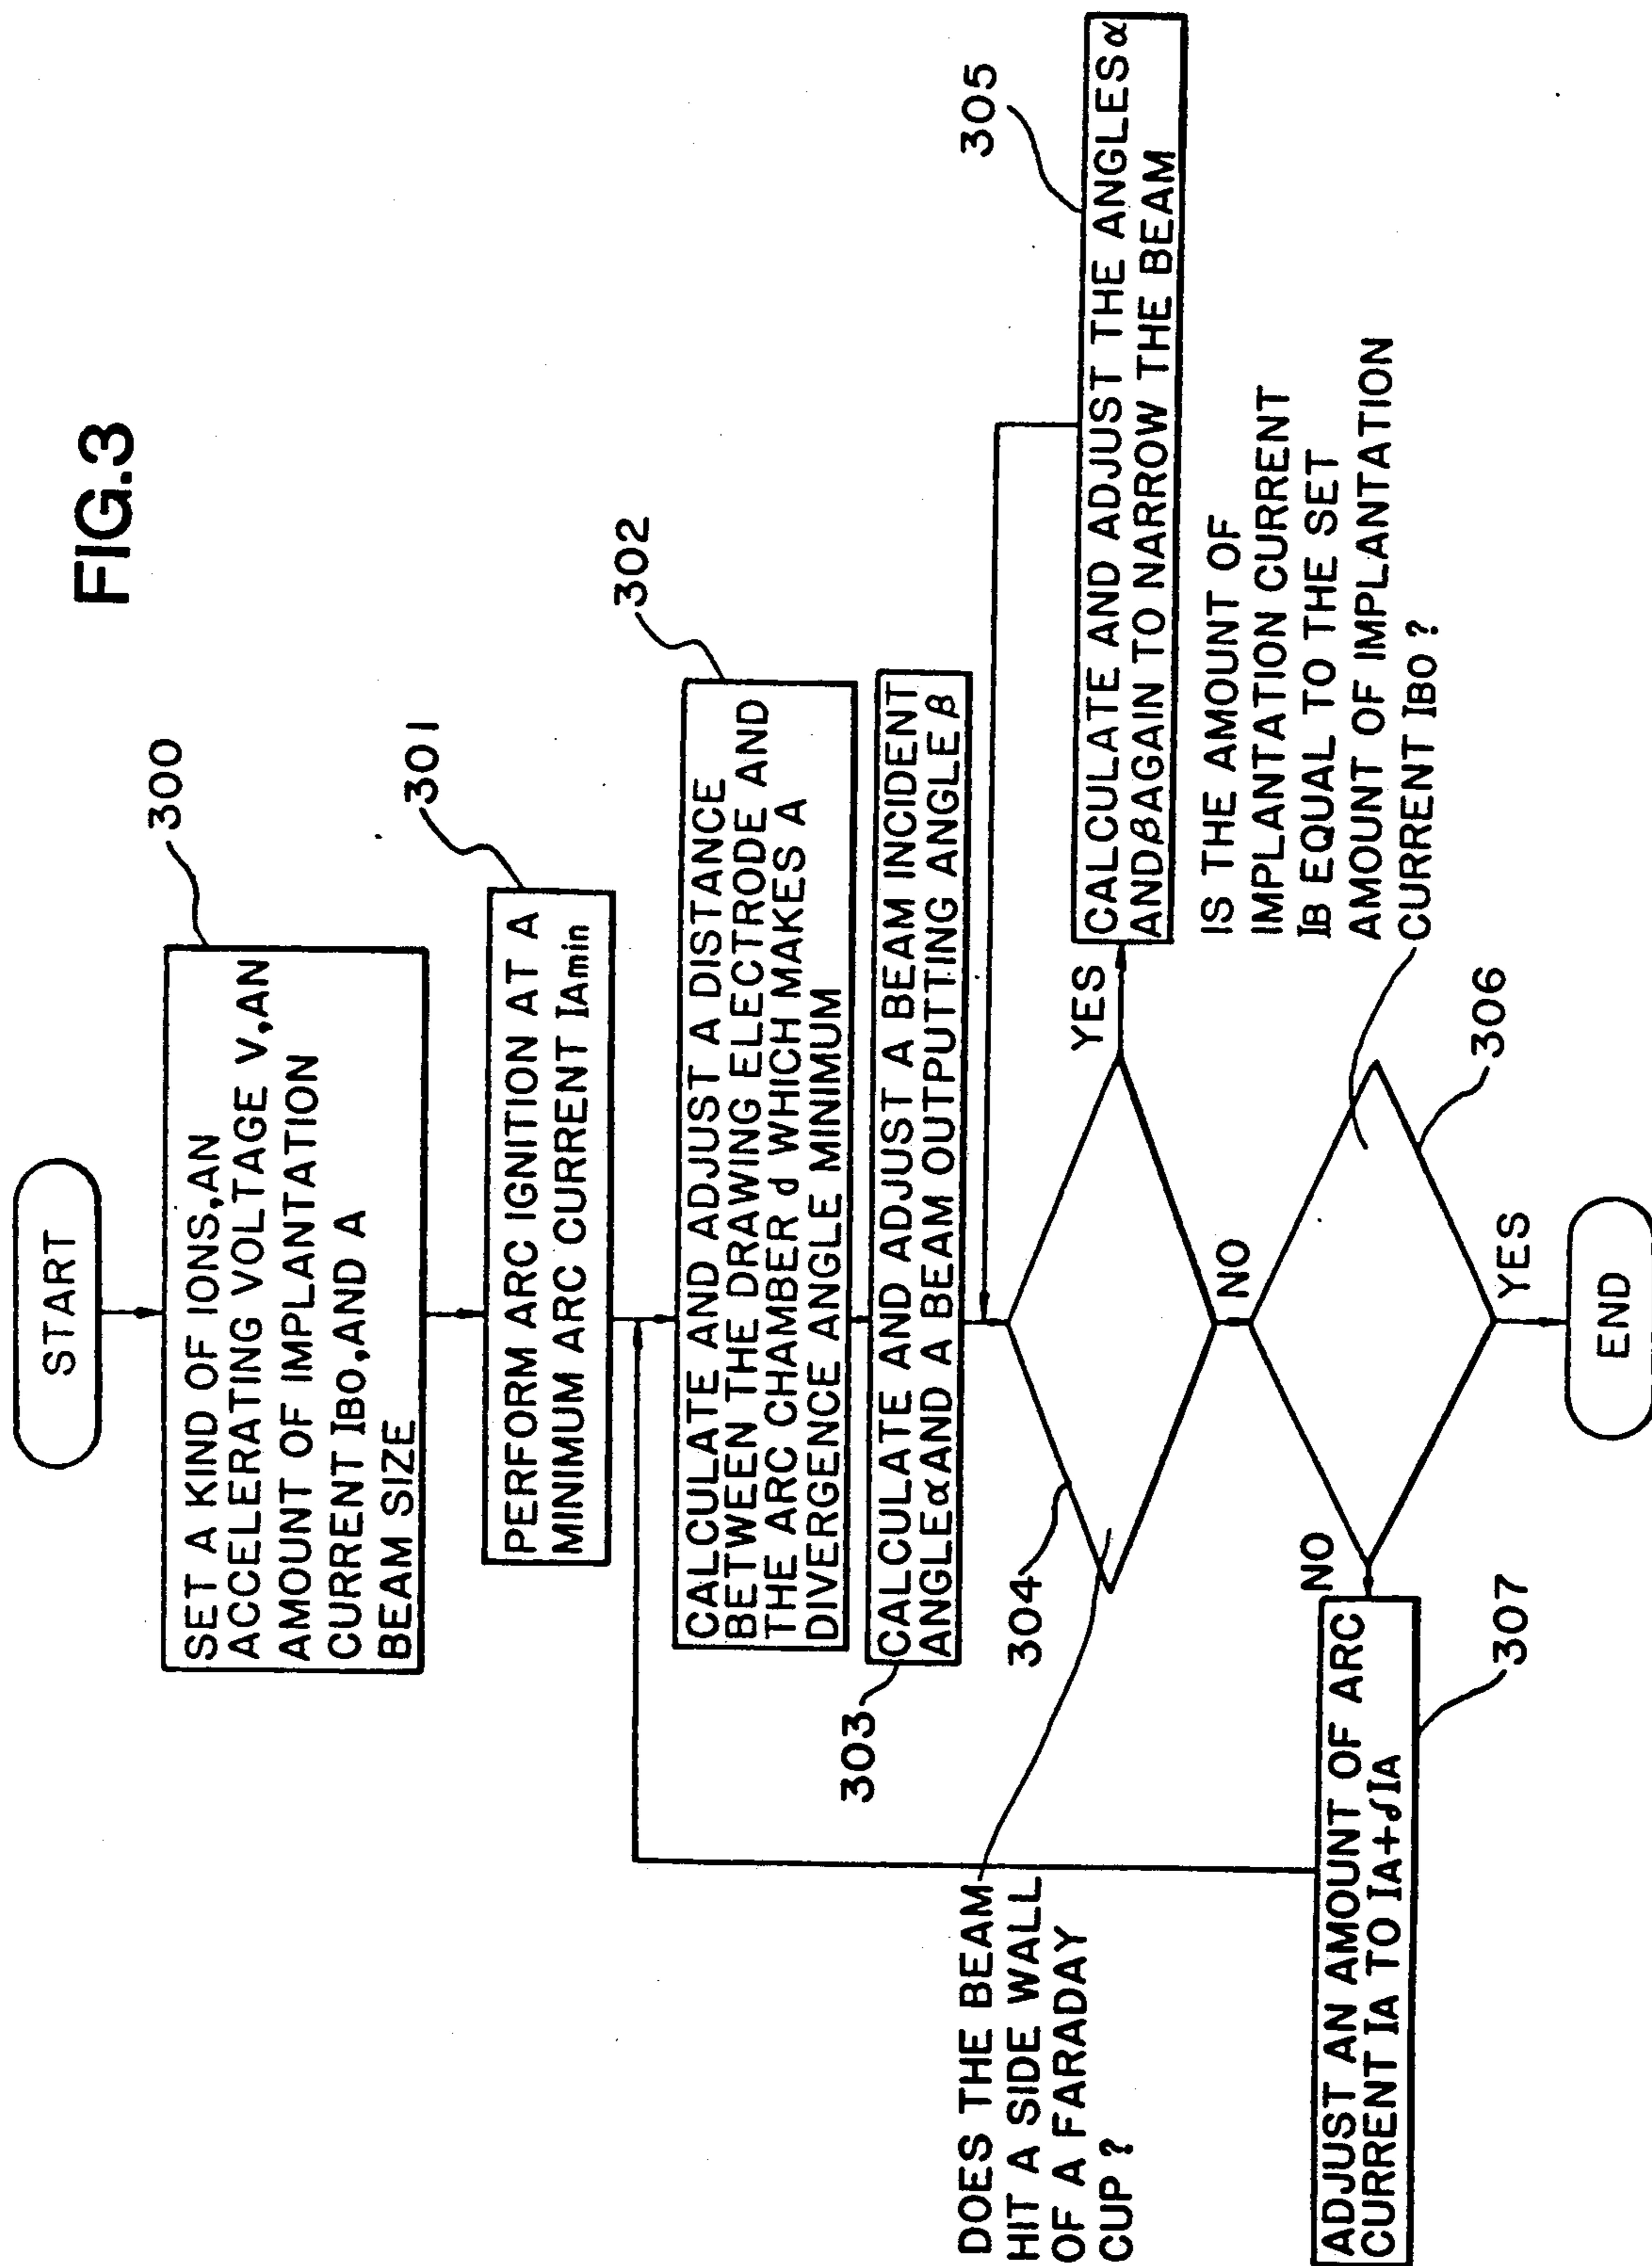 FIG.3
START
300
SET A KIND OF IONS,AN
ACCELERATING VOLTAGE V,AN
AMOUNT OF IMPLANTATION
CURRENT IBO,AND A
BEAM SIZE
301
PERFORM ARC IGNITION AT A
MINIMUM ARC CURRENT IAmin
302
CALCULATE AND ADJUST A DISTANCE
BETWEEN THE DRAWING ELECTRODE AND
THE ARC CHAMBER d WHICH MAKES A
DIVERGENCE ANGLE MINIMUM
303
CALCULATE AND ADJUST A BEAM INCIDENT
ANGLE α AND A BEAM OUTPUTTING ANGLE β
304
DOES THE BEAM
HIT A SIDE WALL
OF A FARADAY
CUP ?
YES
305
CALCULATE AND ADJUST THE ANGLES α
AND β AGAIN TO NARROW THE BEAM
NO
IS THE AMOUNT OF
IMPLANTATION CURRENT
IB EQUAL TO THE SET
AMOUNT OF IMPLANTATION
CURRENT IBO ?
306
NO
307
ADJUST AN AMOUNT OF ARC
CURRENT IA TO IA+δIA
YES
END